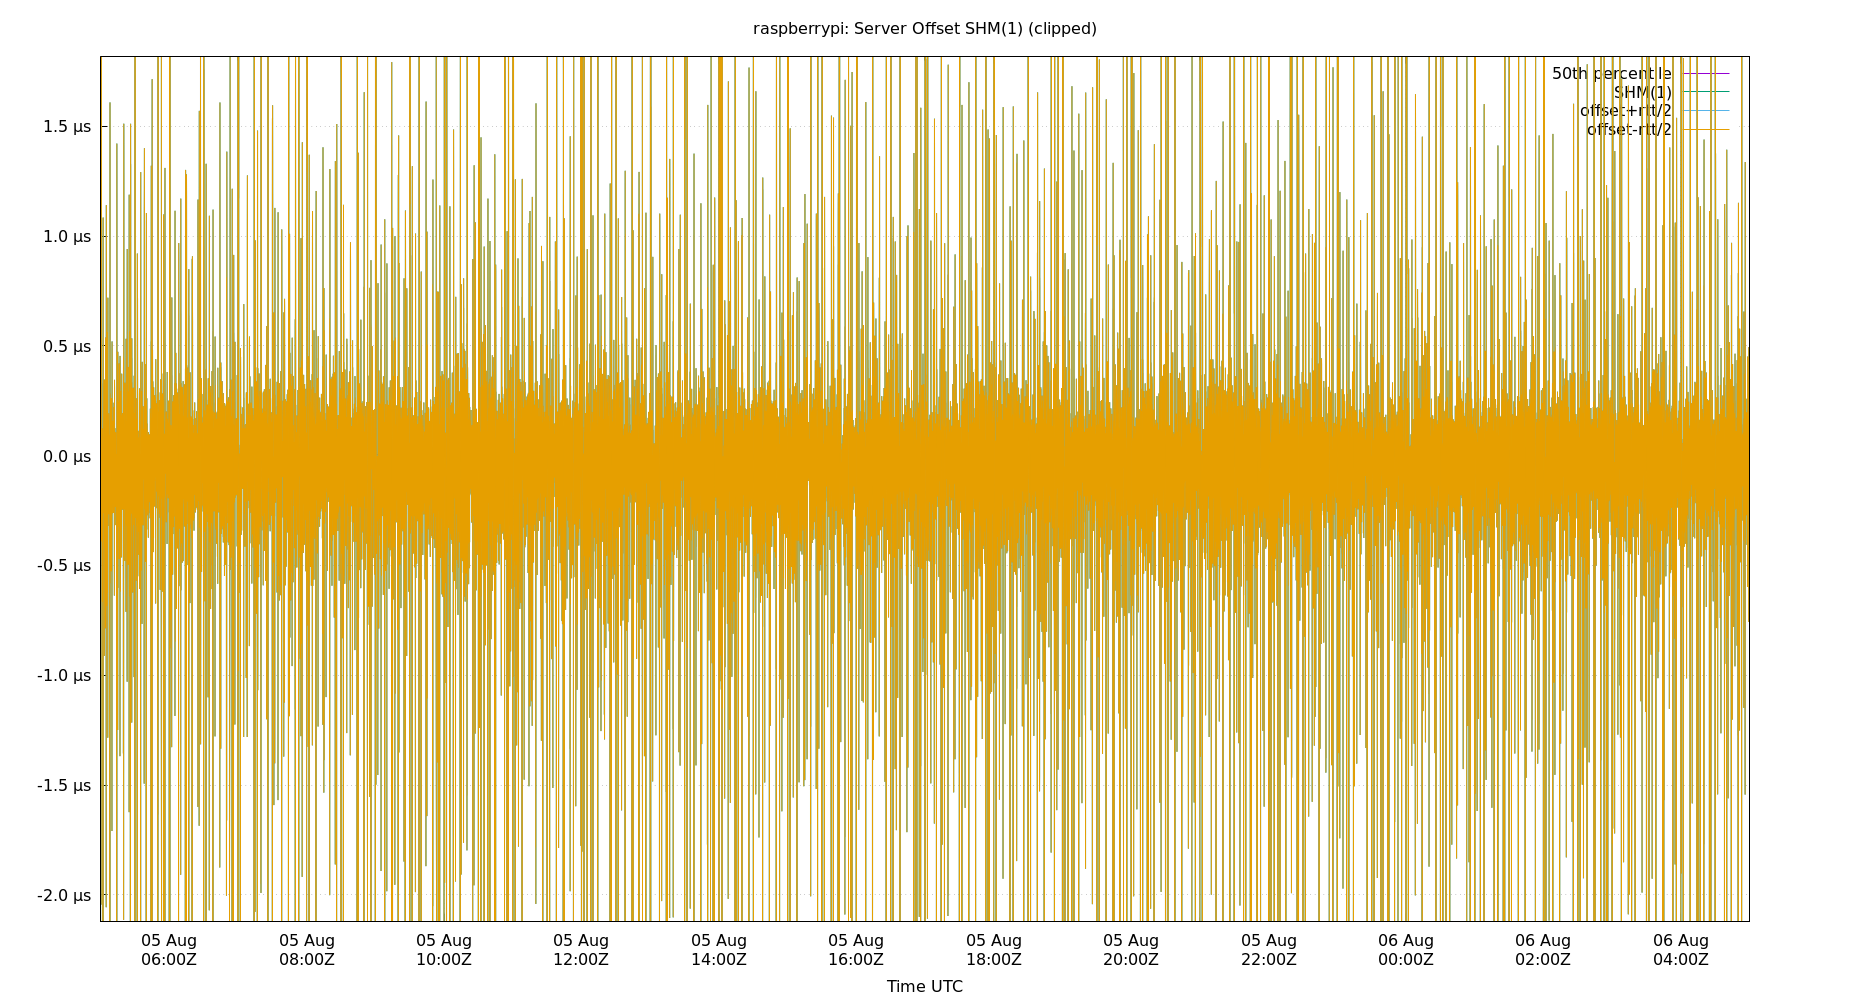 raspberrypi: Server Offset SHM(1) (clipped)
50th percentile
SHM(1)
offset+rtt/2
offset-rtt/2
1.5 µs
1.0 µs
0.5 µs
0.0 µs
-0.5 µs
-1.0 µs
-1.5 µs
-2.0 µs
05 Aug 05 Aug 05 Aug 05 Aug 05 Aug 05 Aug 05 Aug 05 Aug 05 Aug 06 Aug 06 Aug 06 Aug
06:00Z 08:00Z 10:00Z 12:00Z 14:00Z 16:00Z 18:00Z 20:00Z 22:00Z 00:00Z 02:00Z 04:00Z
Time UTC